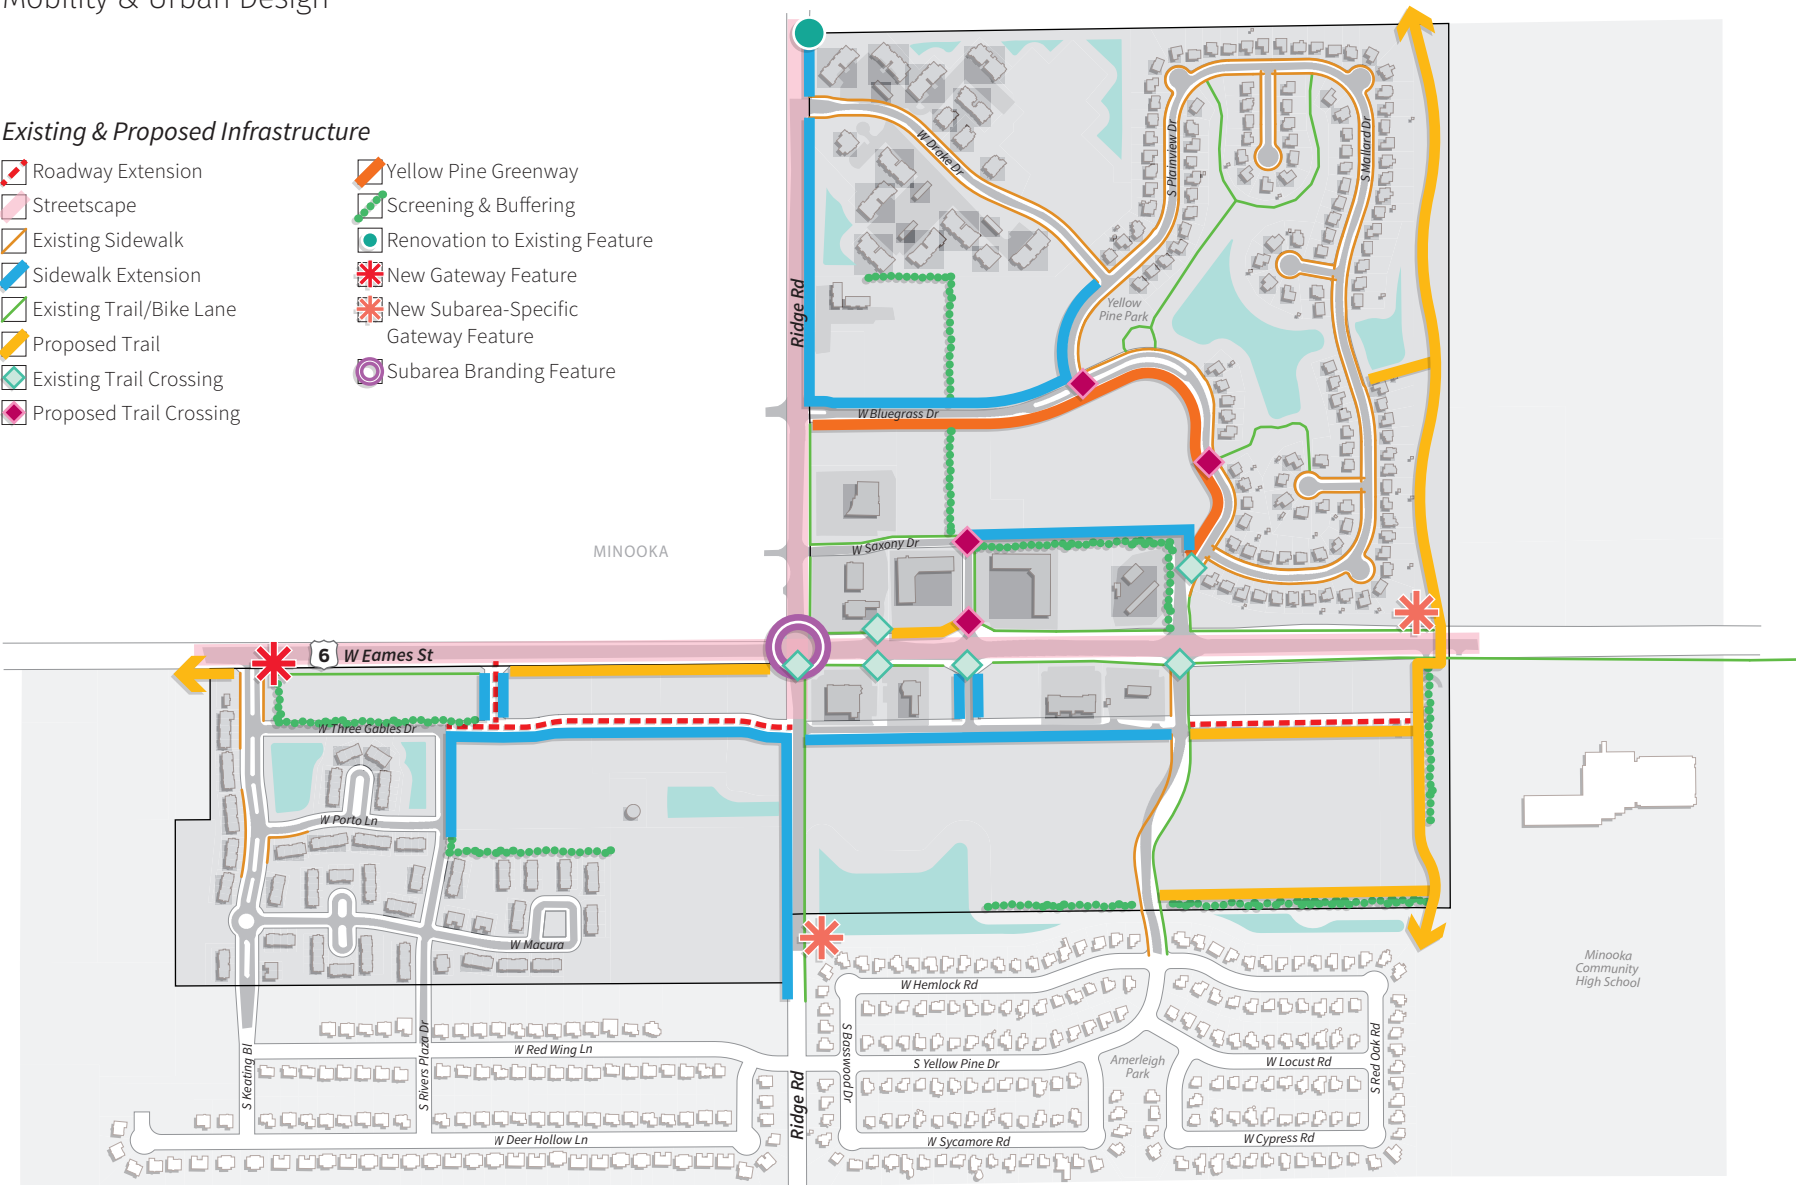 Mobility & Urban Design
Existing & Proposed Infrastructure
Roadway Extension
Streetscape
Existing Sidewalk
Sidewalk Extension
Existing Trail/Bike Lane
Proposed Trail
Existing Trail Crossing
Proposed Trail Crossing
Yellow Pine Greenway
Screening & Buffering
Renovation to Existing Feature
New Gateway Feature
New Subarea-Specific
Gateway Feature
Subarea Branding Feature
W Drake Dr
S Plainview Dr
S Mallard Dr
Ridge Rd
Yellow
Pine Park
W Bluegrass Dr
MINOOKA
W Saxony Dr
6
W Eames St
W Three Gables Dr
W Porto Ln
W Macura
Minooka
Community
High School
W Hemlock Rd
S Keating Bl
S Rivers Plaza Dr
W Red Wing Ln
Ridge Rd
S Basswood Dr
S Yellow Pine Dr
Amerleigh
Park
W Locust Rd
S Red Oak Rd
W Deer Hollow Ln
W Sycamore Rd
W Cypress Rd